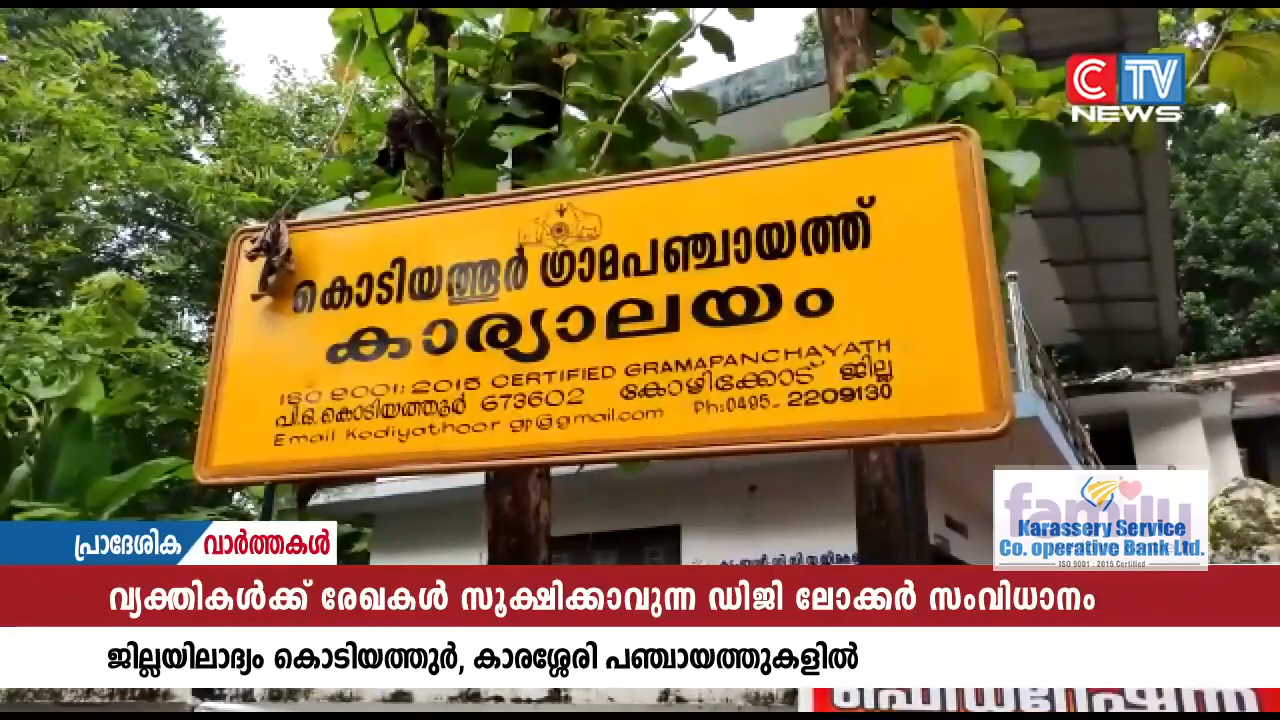 CTV
NEWS
കൊടിയത്തൂർ ഗ്രാമപഞ്ചായത്ത്
കാര്യാലയം
ISO 9001:2015 CERTIFIED GRAMAPANCHAYATH
പി.ഒ.കൊടിയത്തൂർ 673602 കോഴിക്കോട് ജില്ല
Email Kodiyathoor gp@gmail.com Ph:0495-2209130
family
Karassery Service
Co. operative Bank Ltd.
ISO 9001 : 2015 Certified
പ്രാദേശിക വാർത്തകൾ
വ്യക്തികൾക്ക് രേഖകൾ സൂക്ഷിക്കാവുന്ന ഡിജി ലോക്കർ സംവിധാനം
ജില്ലയിലാദ്യം കൊടിയത്തൂർ, കാരശ്ശേരി പഞ്ചായത്തുകളിൽ